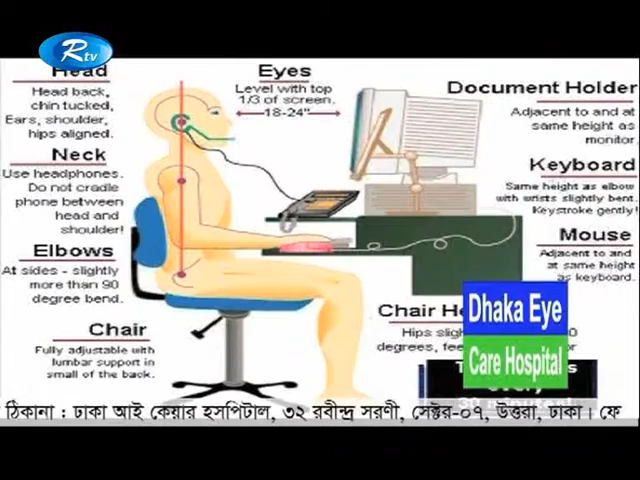 Rtv
Head
Head back,
chin tucked,
Ears, shoulder,
hips aligned.
Neck
Use headphones.
Do not cradle
phone between
head and
shoulder!
Elbows
At sides - slightly
more than 90
degree bend.
Chair
Fully adjustable with
lumbar support in
small of the back.
Eyes
Level with top
1/3 of screen.
18-24"
Document Holder
Adjacent to and at
same height as
monitor.
Keyboard
Same height as elbow
with wrists slightly bent.
Keystroke gently!
Mouse
Adjacent to and
at same height
as keyboard.
Chair
Hips
degrees,
Dhaka Eye
Care Hospital
ঠিকানা : ঢাকা আই কেয়ার হসপিটাল, ৩২ রবীন্দ্র সরণী, সেক্টর-০৭, উত্তরা, ঢাকা। ফে